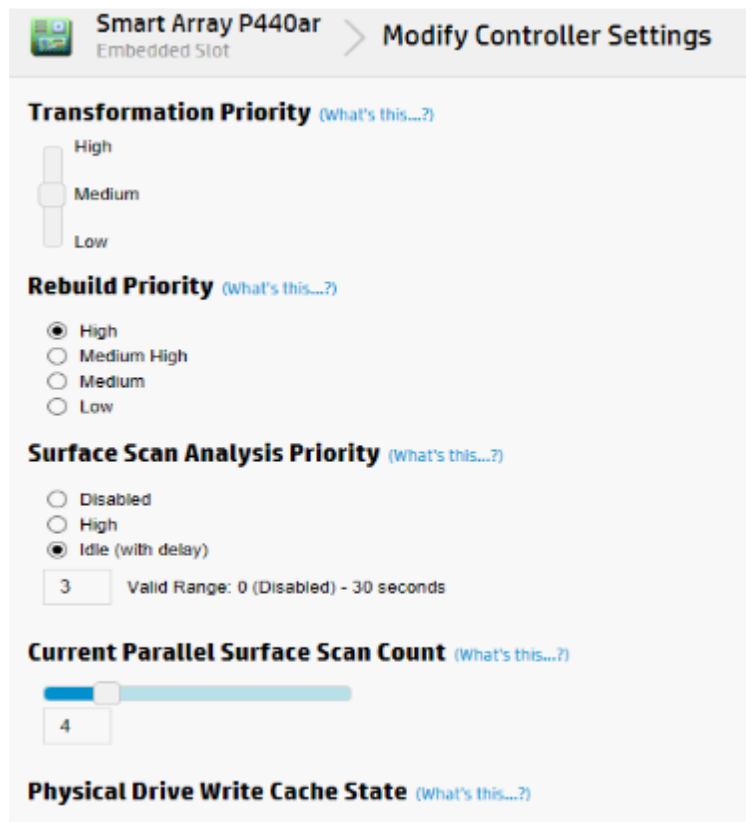 Smart Array P440ar
Embedded Slot
Modify Controller Settings
Transformation Priority (What's this...?)
High
Medium
Low
Rebuild Priority (What's this...?)
High
Medium High
Medium
Low
Surface Scan Analysis Priority (What's this...?)
Disabled
High
Idle (with delay)
3 Valid Range: 0 (Disabled) - 30 seconds
Current Parallel Surface Scan Count (What's this...?)
4
Physical Drive Write Cache State (What's this...?)